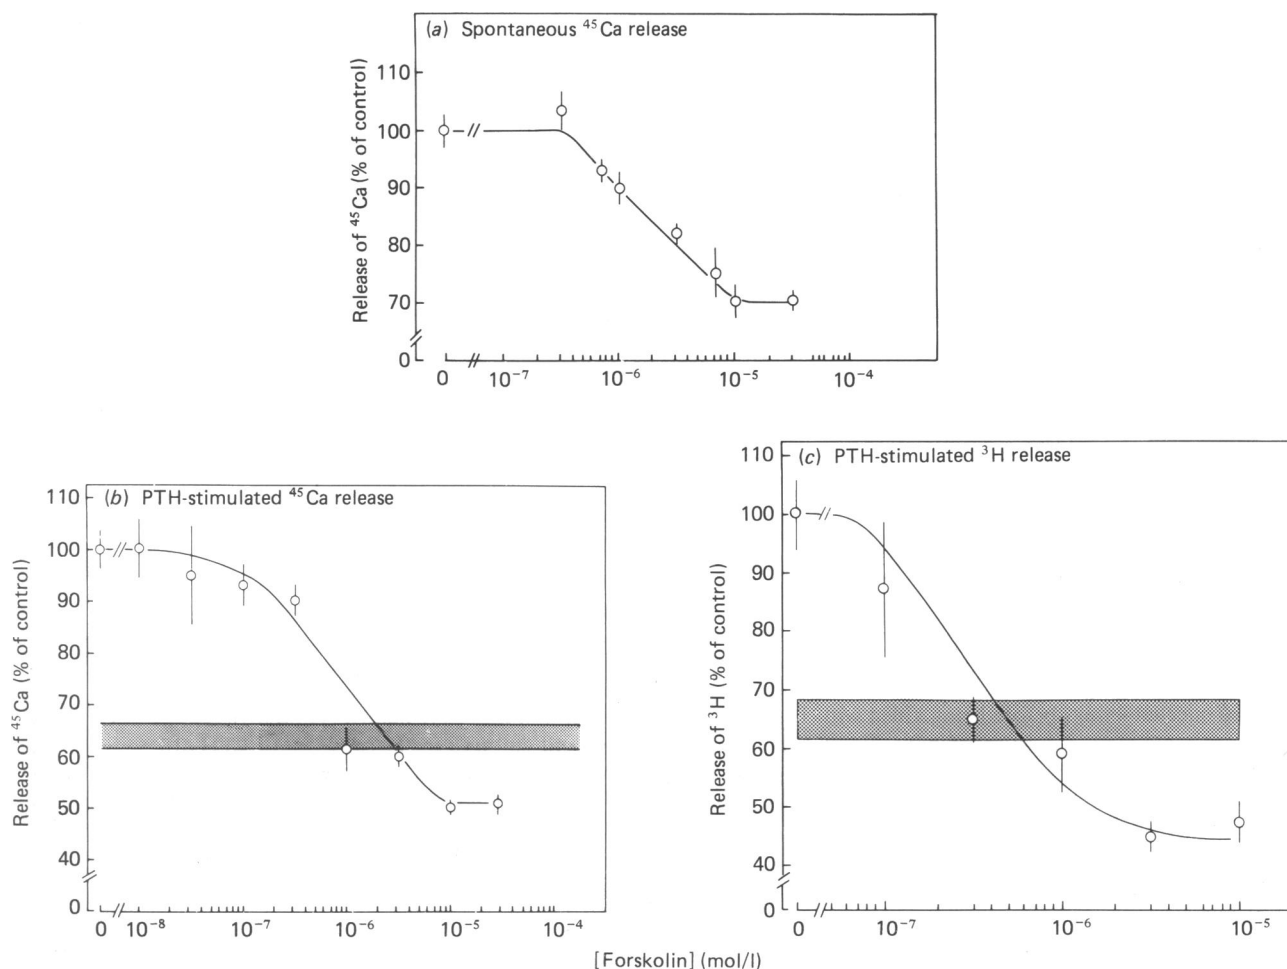 (a) Spontaneous ⁴⁵Ca release
Release of ⁴⁵Ca (% of control)
110
100
90
80
70
0
0 10⁻⁷ 10⁻⁶ 10⁻⁵ 10⁻⁴
(b) PTH-stimulated ⁴⁵Ca release
Release of ⁴⁵Ca (% of control)
110
100
90
80
70
60
50
40
0
0 10⁻⁸ 10⁻⁷ 10⁻⁶ 10⁻⁵ 10⁻⁴
(c) PTH-stimulated ³H release
Release of ³H (% of control)
110
100
90
80
70
60
50
40
0
0 10⁻⁷ 10⁻⁶ 10⁻⁵
[Forskolin] (mol/l)